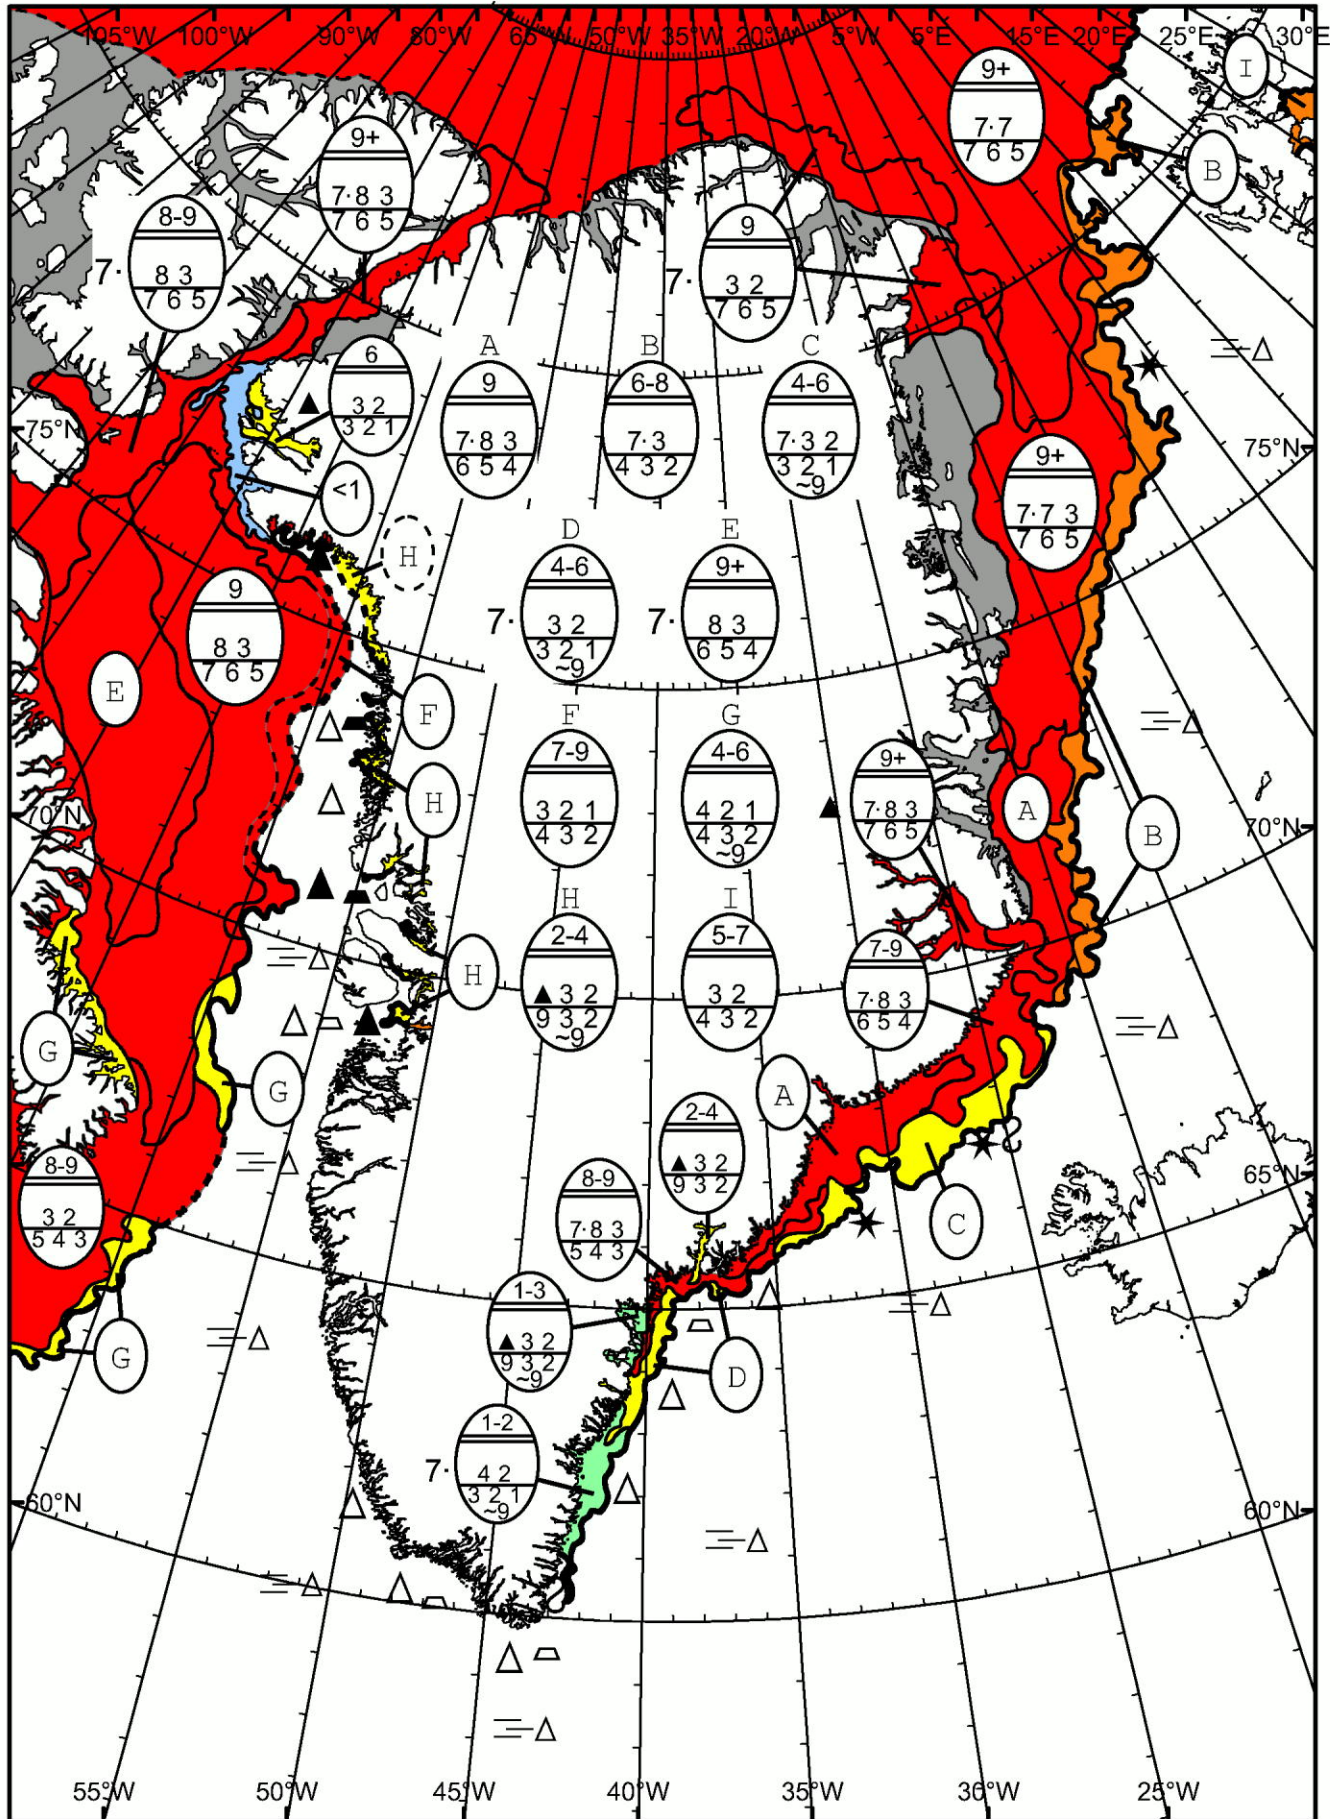 105°W 100°W 90°W 80°W 65°W 50°W 35°W 20°W 5°W 5°E 15°E 20°E 25°E 30°E
I
9+
7·7
7 6 5
B
9+
7·8 3
7 6 5
8-9
7· 8 3
7 6 5
9
7· 3 2
7 6 5
A
9
7·8 3
6 5 4
B
6-8
7·3
4 3 2
C
4-6
7·3 2
3 2 1
~9
6
3 2
3 2 1
75°N
75°N
<1
9+
7·7 3
7 6 5
H
D
4-6
7· 3 2
3 2 1
~9
E
9+
7· 8 3
6 5 4
9
8 3
7 6 5
E
F
F
7-9
3 2 1
4 3 2
G
4-6
4 2 1
4 3 2
~9
9+
7·8 3
7 6 5
A
B
H
70°N
70°N
H
2-4
▲ 3 2
9 3 2
~9
I
5-7
3 2
4 3 2
7-9
7·8 3
6 5 4
H
G
G
A
2-4
▲ 3 2
9 3 2
8-9
3 2
5 4 3
8-9
7·8 3
5 4 3
65°N
C
1-3
▲ 3 2
9 3 2
~9
G
D
1-2
7· 4 2
3 2 1
~9
60°N
60°N
55°W 50°W 45°W 40°W 35°W 30°W 25°W